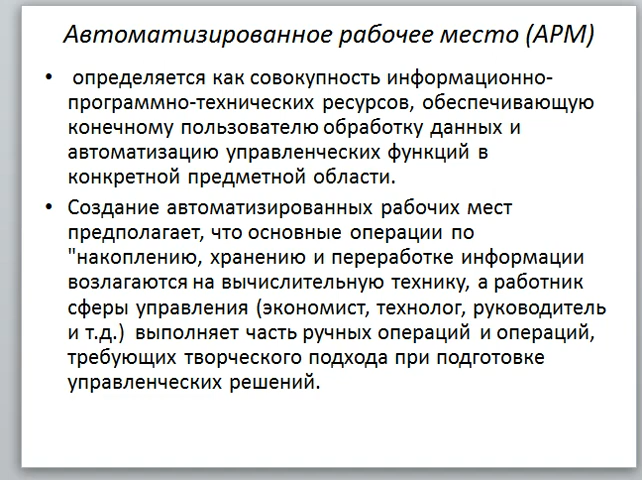 Автоматизированное рабочее место (АРМ)
• определяется как совокупность информационно-
программно-технических ресурсов, обеспечивающую
конечному пользователю обработку данных и
автоматизацию управленческих функций в
конкретной предметной области.
• Создание автоматизированных рабочих мест
предполагает, что основные операции по
"накоплению, хранению и переработке информации
возлагаются на вычислительную технику, а работник
сферы управления (экономист, технолог, руководитель
и т.д.) выполняет часть ручных операций и операций,
требующих творческого подхода при подготовке
управленческих решений.